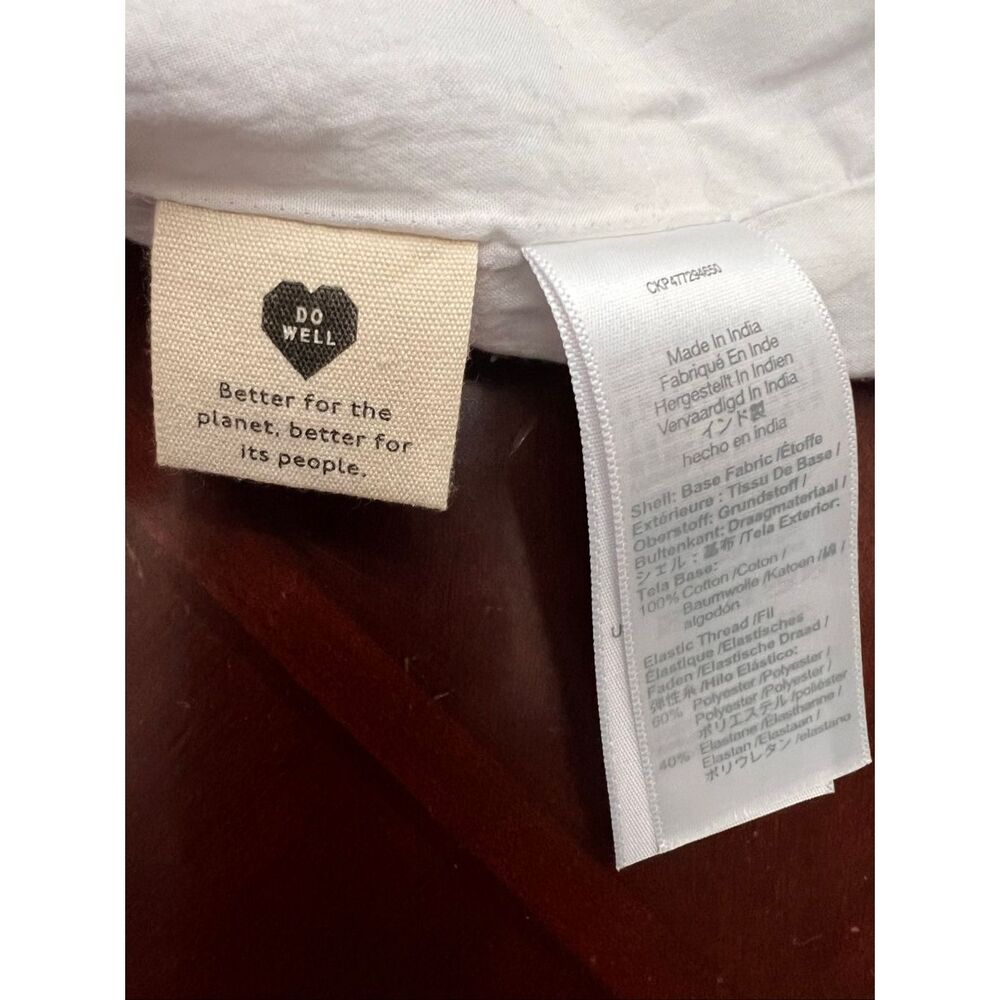 DO
WELL
Better for the
planet, better for
its people.
CKP477294650
Made In India
Fabriqué En Inde
Hergestellt In Indien
Vervaardigd In India
インド製
hecho en india
Shell: Base Fabric /Étoffe
Extérieure : Tissu De Base /
Oberstoff: Grundstoff /
Buitenkant: Draagmateriaal /
シェル : 基布 /Tela Exterior:
Tela Base:
100% Cotton /Coton /
Baumwolle /Katoen /綿 /
algodón
Elastic Thread /Fil
Élastique /Elastisches
Faden /Elastische Draad /
弾性糸 /Hilo Elástico:
60% Polyester /Polyester /
Polyester /Polyester /
ポリエステル /poliéster
40% Elastane /Élasthanne /
Elastan /Elastaan /
ポリウレタン /elastano